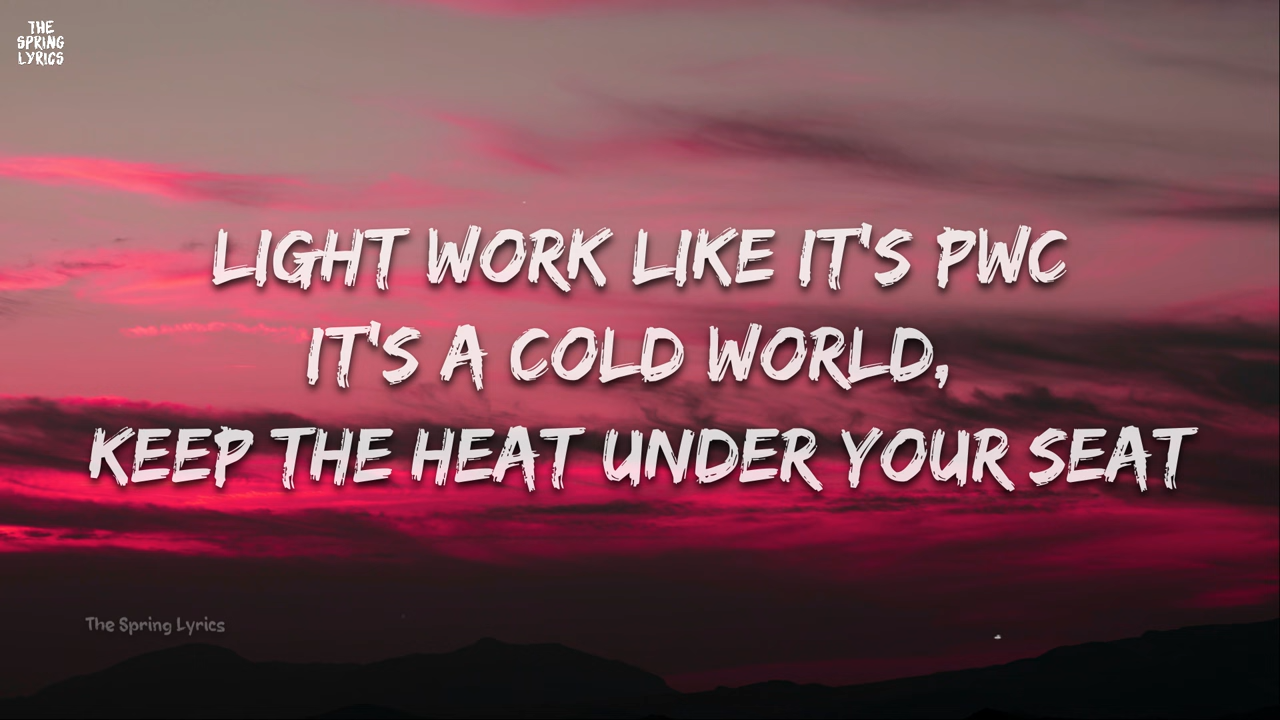 THE
SPRING
LYRICS
LIGHT WORK LIKE IT'S PWC
IT'S A COLD WORLD,
KEEP THE HEAT UNDER YOUR SEAT
The Spring Lyrics